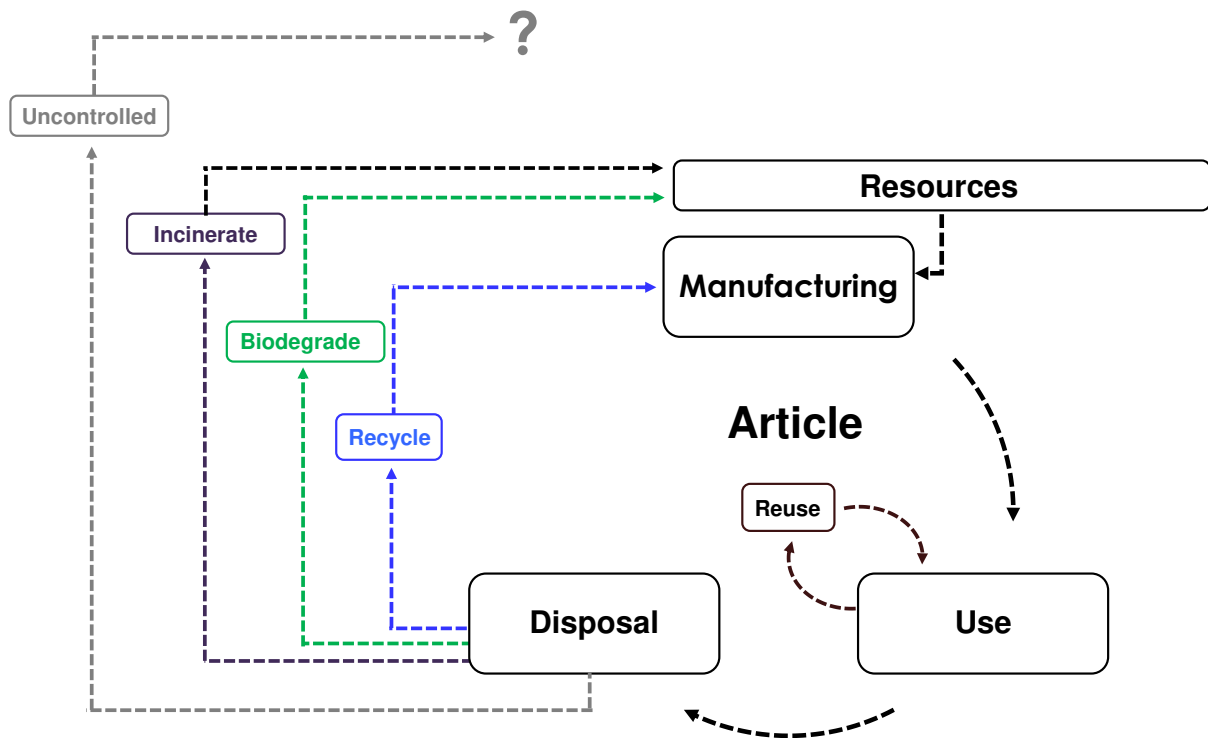 ?
Uncontrolled
Resources
Incinerate
Manufacturing
Biodegrade
Article
Recycle
Reuse
Disposal
Use